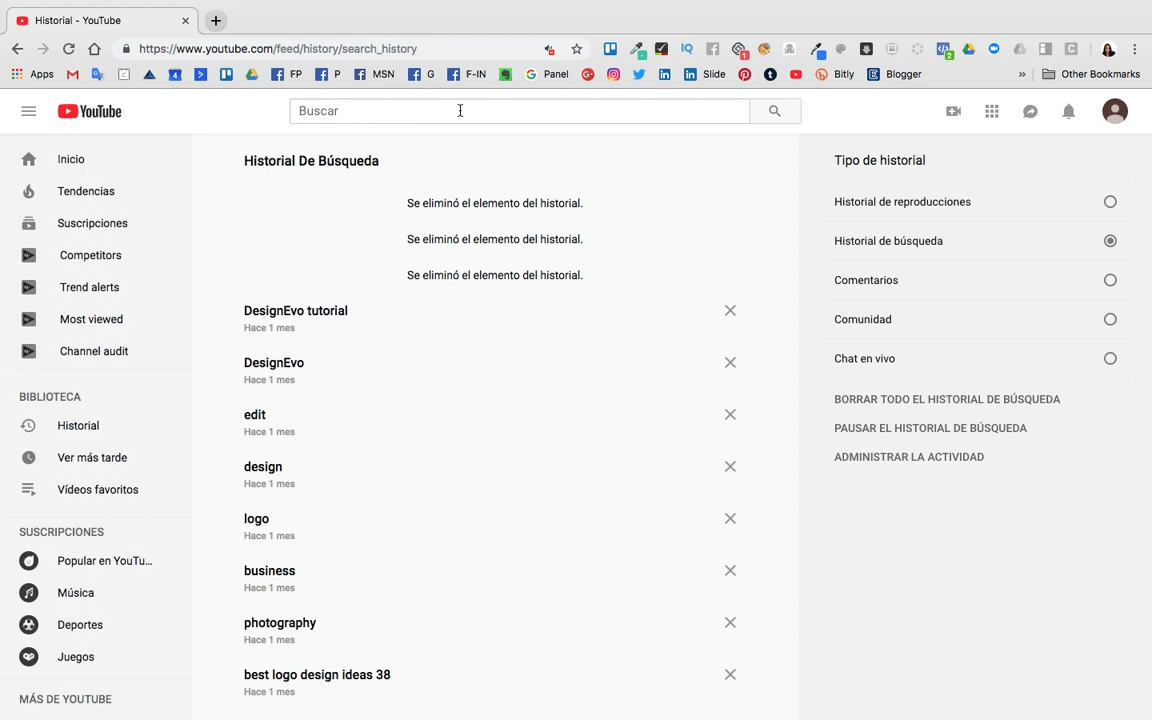 Historial - YouTube
https://www.youtube.com/feed/history/search_history
Apps
FP
P
MSN
G
F-IN
Panel
Slide
Bitly
Blogger
»
Other Bookmarks
YouTube
Buscar
Inicio
Tendencias
Suscripciones
Competitors
Trend alerts
Most viewed
Channel audit
BIBLIOTECA
Historial
Ver más tarde
Vídeos favoritos
SUSCRIPCIONES
Popular en YouTu...
Música
Deportes
Juegos
MÁS DE YOUTUBE
Historial De Búsqueda
Se eliminó el elemento del historial.
Se eliminó el elemento del historial.
Se eliminó el elemento del historial.
DesignEvo tutorial
Hace 1 mes
DesignEvo
Hace 1 mes
edit
Hace 1 mes
design
Hace 1 mes
logo
Hace 1 mes
business
Hace 1 mes
photography
Hace 1 mes
best logo design ideas 38
Hace 1 mes
Tipo de historial
Historial de reproducciones
Historial de búsqueda
Comentarios
Comunidad
Chat en vivo
BORRAR TODO EL HISTORIAL DE BÚSQUEDA
PAUSAR EL HISTORIAL DE BÚSQUEDA
ADMINISTRAR LA ACTIVIDAD